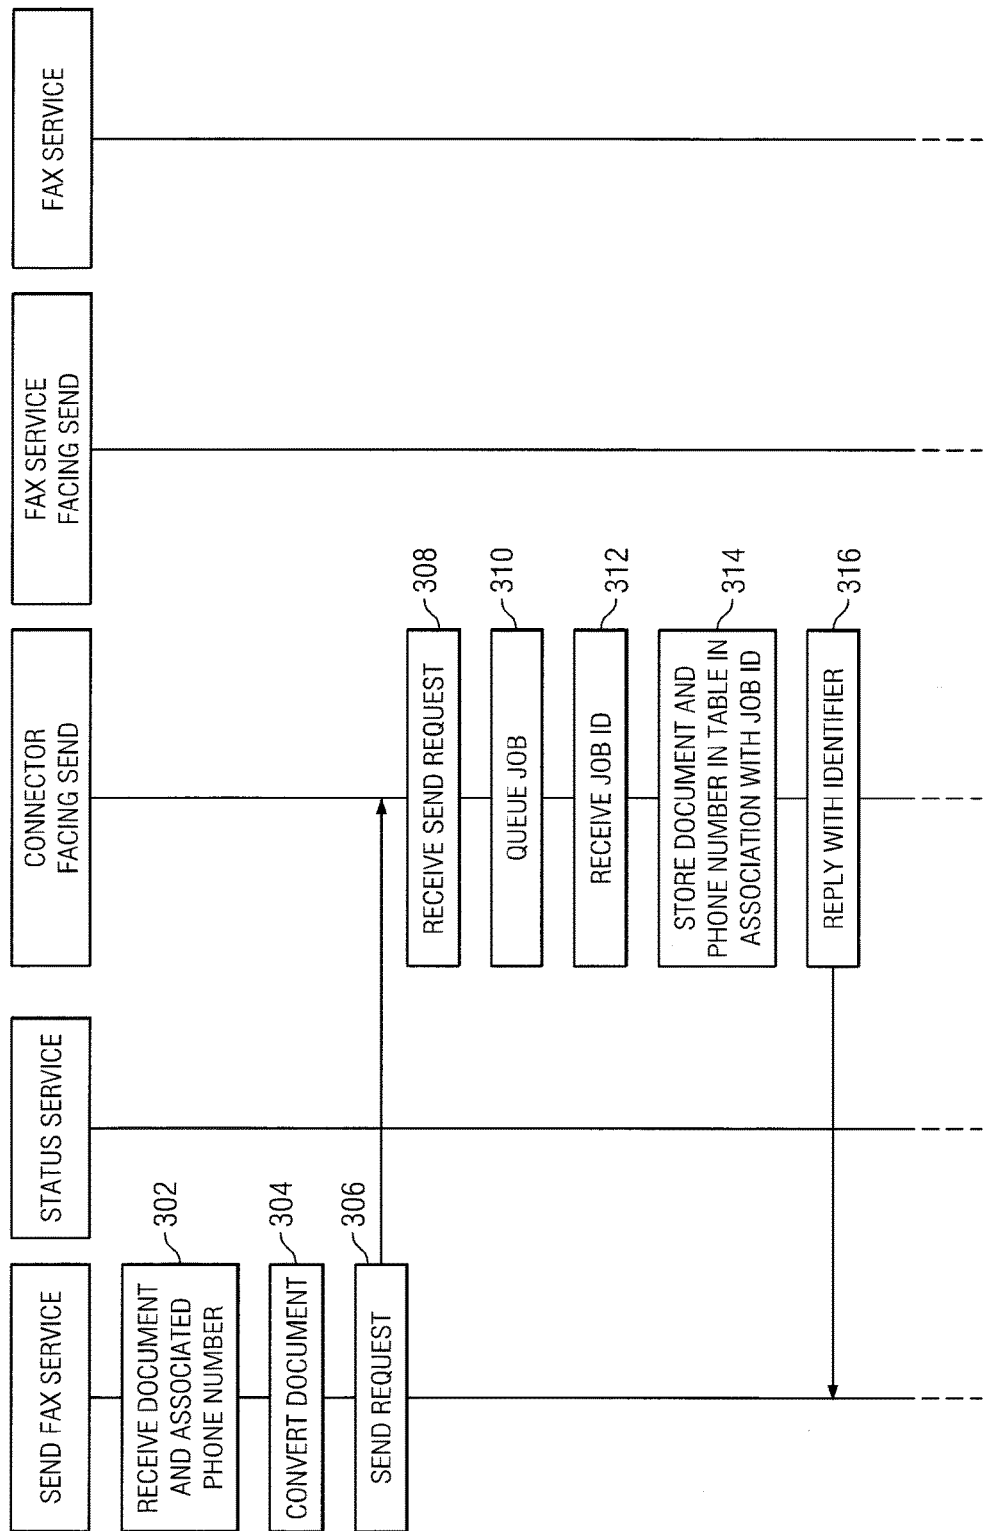 SEND FAX SERVICE
STATUS SERVICE
CONNECTOR
FACING SEND
FAX SERVICE
FACING SEND
FAX SERVICE
RECEIVE DOCUMENT
AND ASSOCIATED
PHONE NUMBER
302
CONVERT DOCUMENT
304
SEND REQUEST
306
RECEIVE SEND REQUEST
308
QUEUE JOB
310
RECEIVE JOB ID
312
STORE DOCUMENT AND
PHONE NUMBER IN TABLE IN
ASSOCIATION WITH JOB ID
314
REPLY WITH IDENTIFIER
316